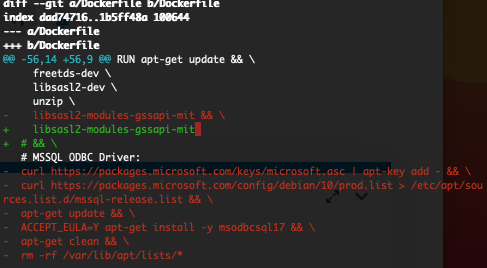 diff --git a/Dockerfile b/Dockerfile
index dad74716..1b5ff48a 100644
--- a/Dockerfile
+++ b/Dockerfile
@@ -56,14 +56,9 @@ RUN apt-get update && \
freetds-dev \
libsasl2-dev \
unzip \
- libsasl2-modules-gssapi-mit && \
+ libsasl2-modules-gssapi-mit
+ # && \
# MSSQL ODBC Driver:
- curl https://packages.microsoft.com/keys/microsoft.asc | apt-key add - && \
- curl https://packages.microsoft.com/config/debian/10/prod.list > /etc/apt/sou
rces.list.d/mssql-release.list && \
- apt-get update && \
- ACCEPT_EULA=Y apt-get install -y msodbcsql17 && \
- apt-get clean && \
- rm -rf /var/lib/apt/lists/*